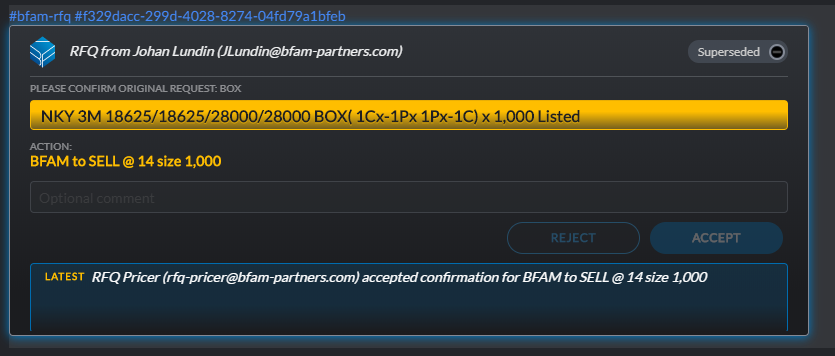 #bfam-rfq #f329dacc-299d-4028-8274-04fd79a1bfeb
RFQ from Johan Lundin (JLundin@bfam-partners.com)
Superseded
PLEASE CONFIRM ORIGINAL REQUEST: BOX
NKY 3M 18625/18625/28000/28000 BOX( 1Cx-1Px 1Px-1C) x 1,000 Listed
ACTION:
BFAM to SELL @ 14 size 1,000
Optional comment
REJECT
ACCEPT
LATEST RFQ Pricer (rfq-pricer@bfam-partners.com) accepted confirmation for BFAM to SELL @ 14 size 1,000